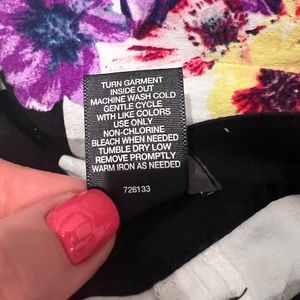 TURN GARMENT
INSIDE OUT
MACHINE WASH COLD
GENTLE CYCLE
WITH LIKE COLORS
USE ONLY
NON-CHLORINE
BLEACH WHEN NEEDED
TUMBLE DRY LOW
REMOVE PROMPTLY
WARM IRON AS NEEDED
726133